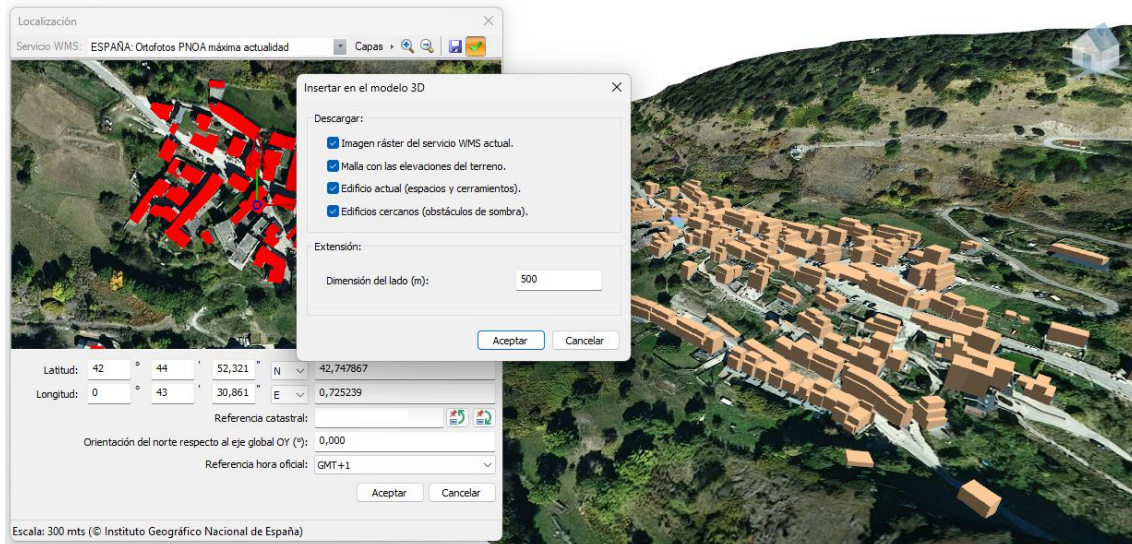 Localización
Servicio WMS: ESPAÑA: Ortofotos PNOA máxima actualidad Capas
Insertar en el modelo 3D
Descargar:
Imagen ráster del servicio WMS actual.
Malla con las elevaciones del terreno.
Edificio actual (espacios y cerramientos).
Edificios cercanos (obstáculos de sombra).
Extensión:
Dimensión del lado (m): 500
Aceptar Cancelar
Latitud: 42 ° 44 ' 52,321 " N 42,747867
Longitud: 0 ° 43 ' 30,861 " E 0,725239
Referencia catastral:
Orientación del norte respecto al eje global OY (º): 0,000
Referencia hora oficial: GMT+1
Aceptar Cancelar
Escala: 300 mts (© Instituto Geográfico Nacional de España)